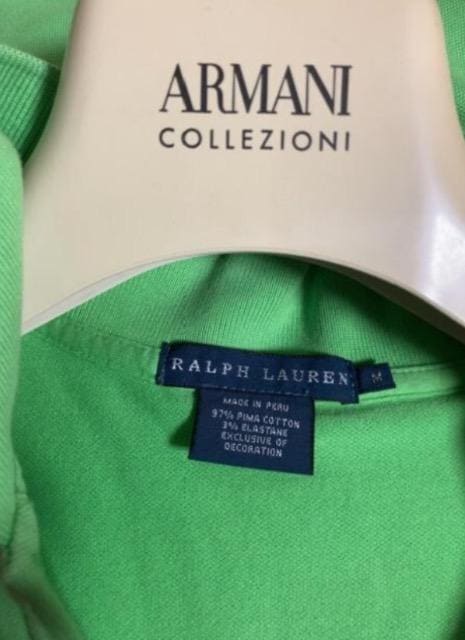 ARMANI
COLLEZIONI
RALPH LAUREN
M
MADE IN PERU
97% PIMA COTTON
3% ELASTANE
EXCLUSIVE OF
DECORATION